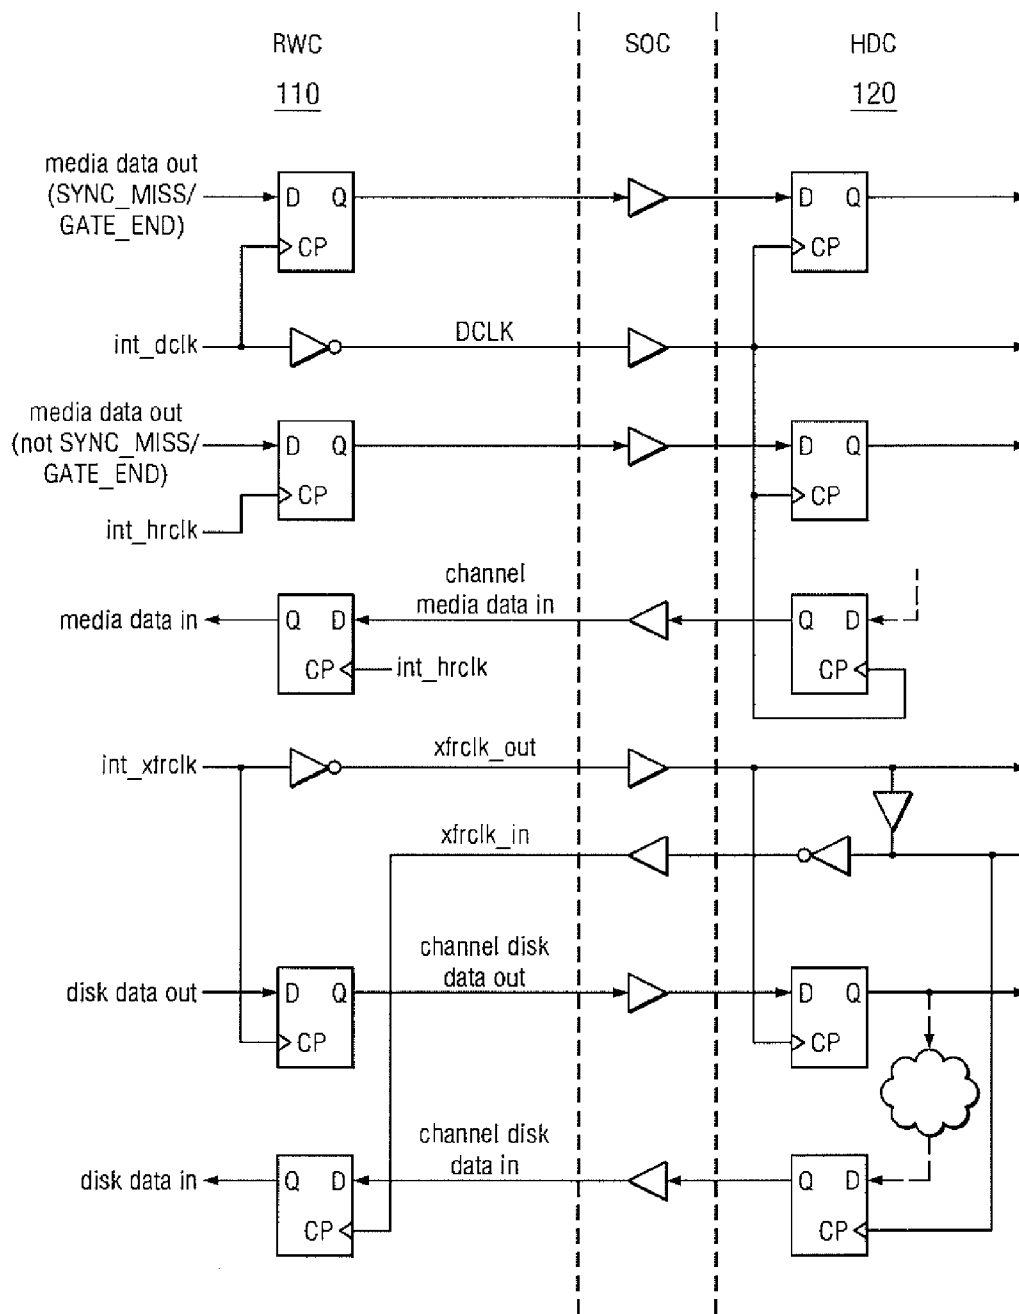 RWC
SOC
HDC
110
120
media data out
(SYNC_MISS/
GATE_END)
D Q
CP
D Q
CP
int_dclk
DCLK
media data out
(not SYNC_MISS/
GATE_END)
D Q
CP
D Q
CP
int_hrclk
channel
media data in
media data in
Q D
CP
int_hrclk
Q D
CP
int_xfrclk
xfrclk_out
xfrclk_in
channel disk
data out
disk data out
D Q
CP
D Q
CP
channel disk
data in
disk data in
Q D
CP
Q D
CP